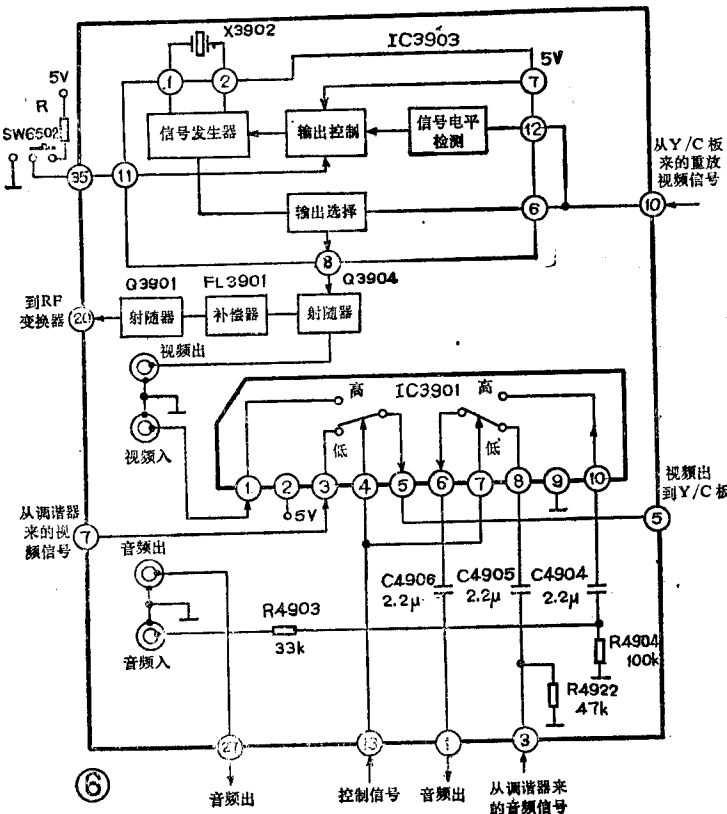 X3902
IC3903
1
2
5V
7
5V
R
SW6502
信号发生器
输出控制
信号电平
检测
12
35
11
从Y/C板
来的重放
视频信号
输出选择
6
10
8
Q3901
FL3901
Q3904
到RF
变换器
20
射随器
补偿器
射随器
视频出
高
IC3901
高
低
低
视频入
1
2
3
4
5
6
7
8
9
10
5V
视频出
到Y/C板
5
从调谐器
来的视
频信号
7
音频出
C4906
2.2μ
C4905
2.2μ
C4904
2.2μ
R4903
33k
音频入
R4904
100k
R4922
47k
27
13
1
3
⑥
音频出
控制信号
音频出
从调谐器来
的音频信号